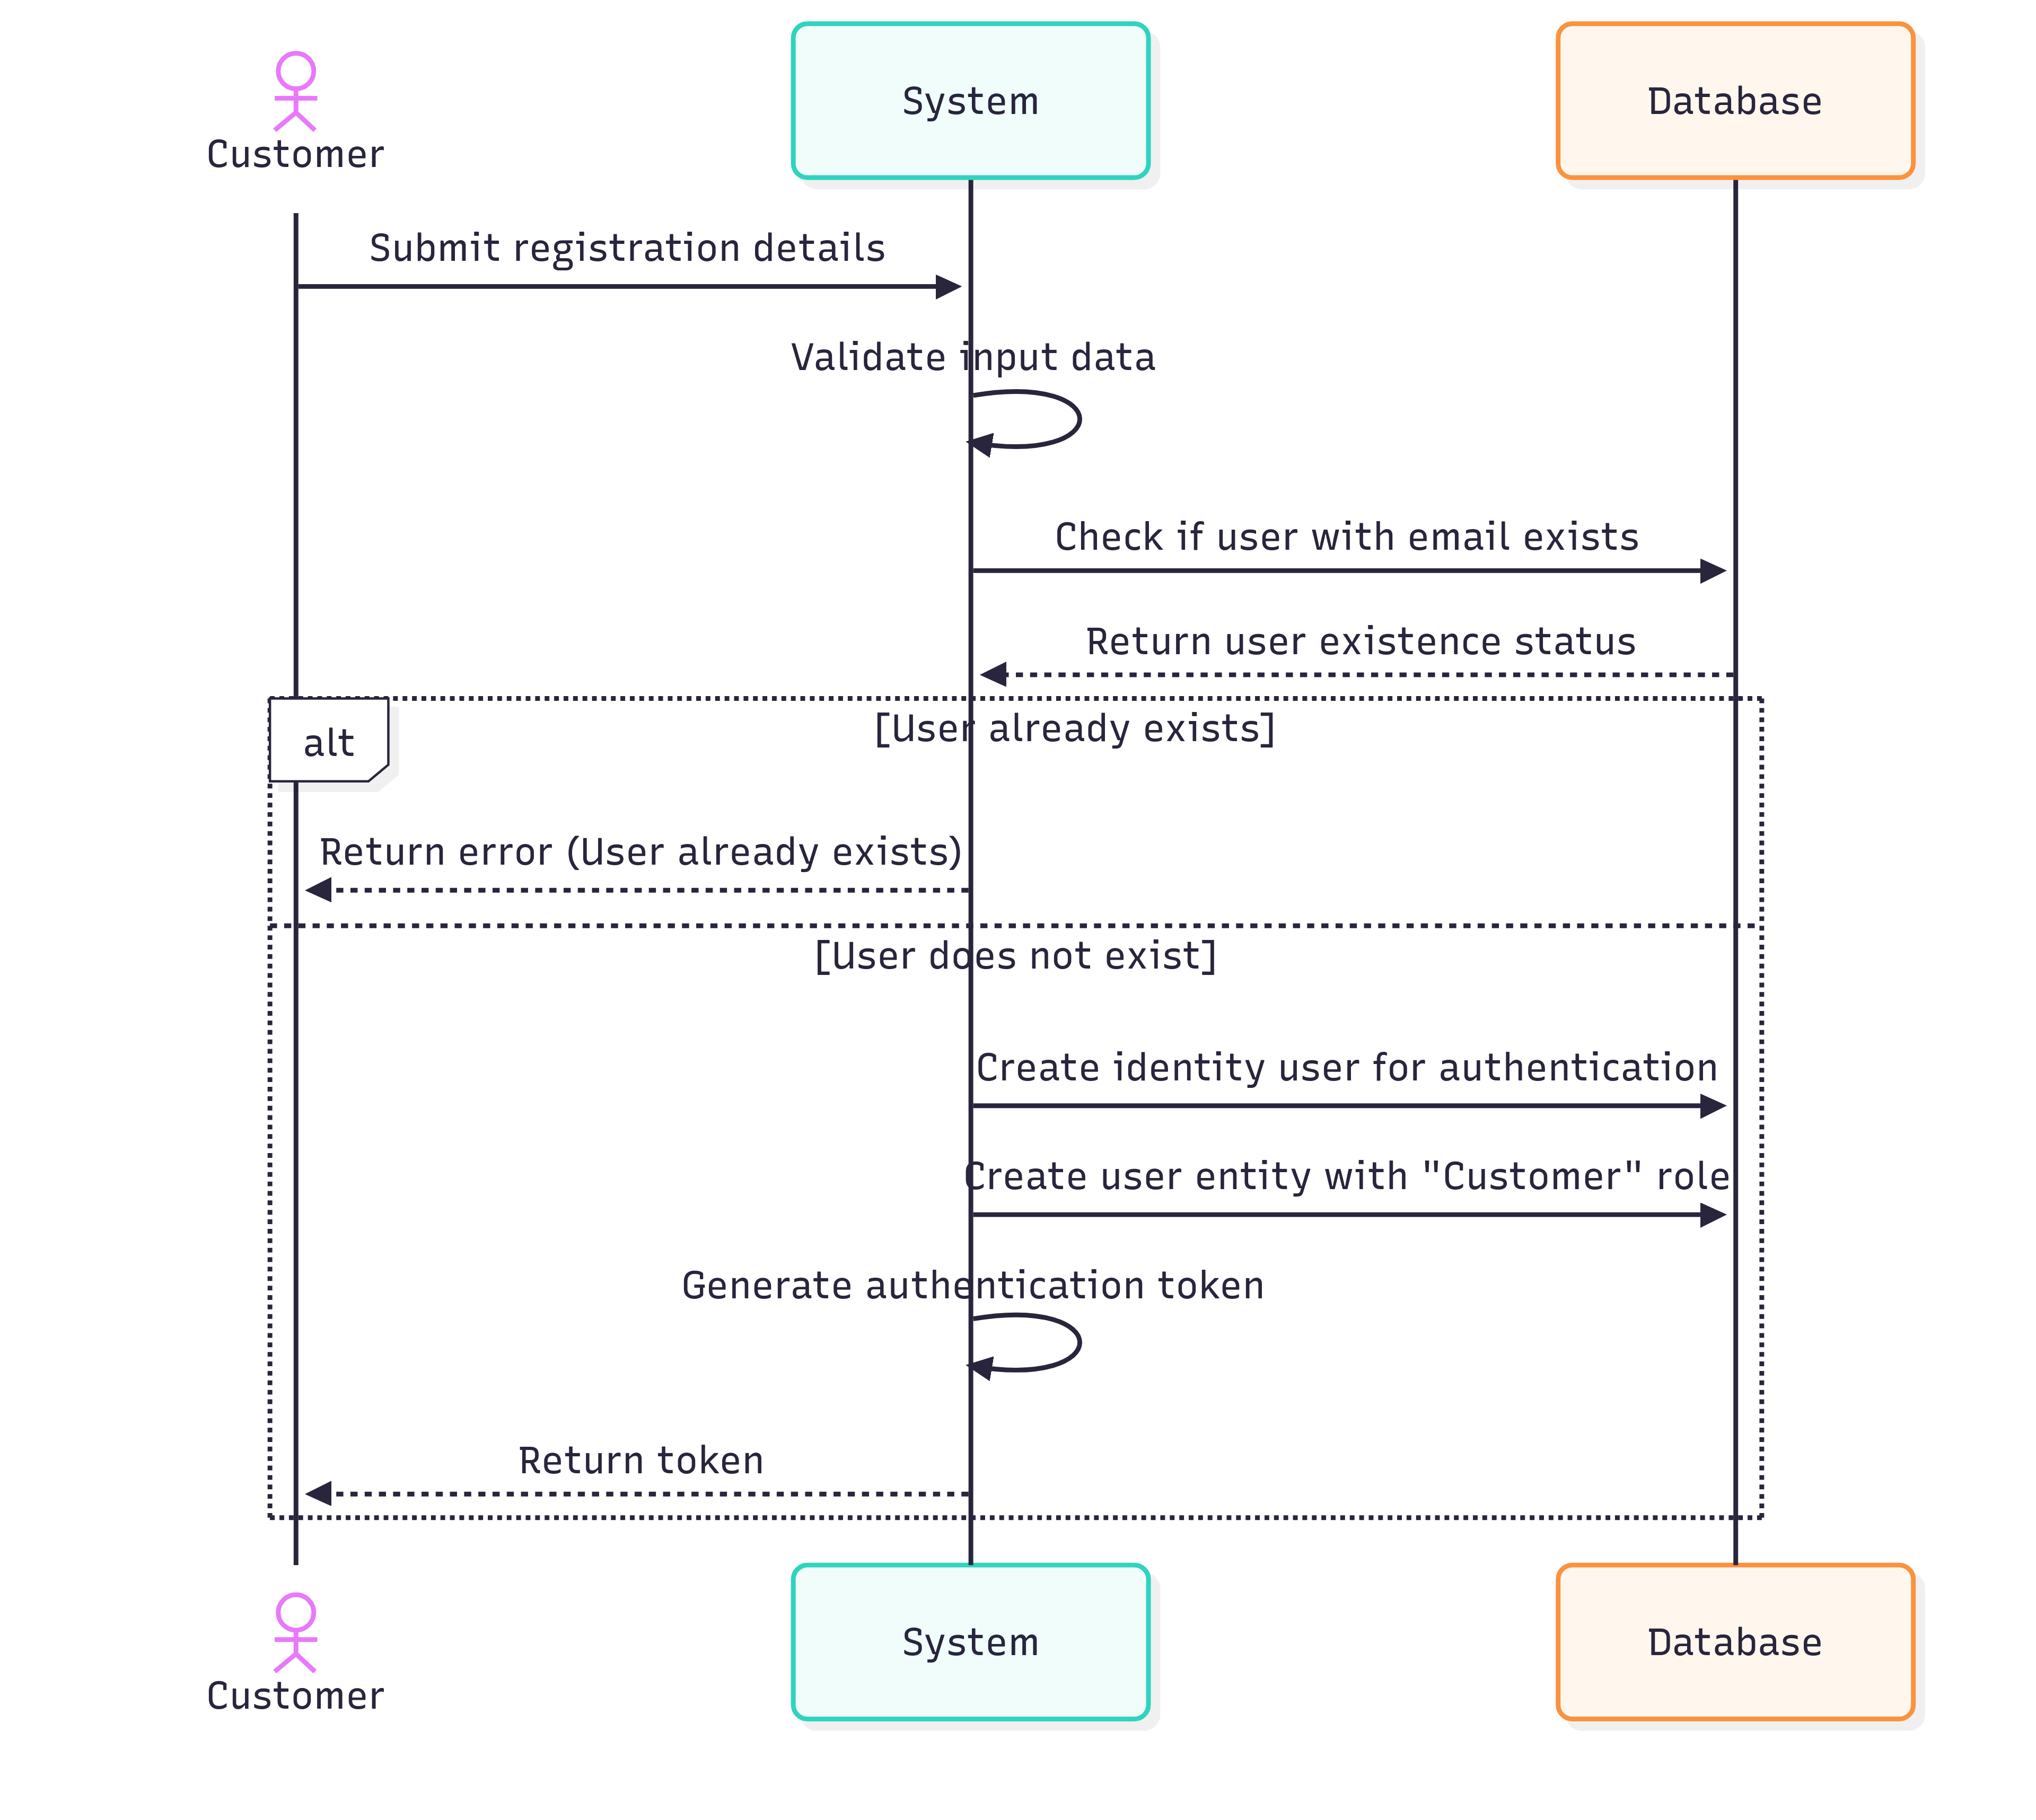 Customer
System
Database
Submit registration details
Validate input data
Check if user with email exists
Return user existence status
alt
[User already exists]
Return error (User already exists)
[User does not exist]
Create identity user for authentication
Create user entity with "Customer" role
Generate authentication token
Return token
Customer
System
Database